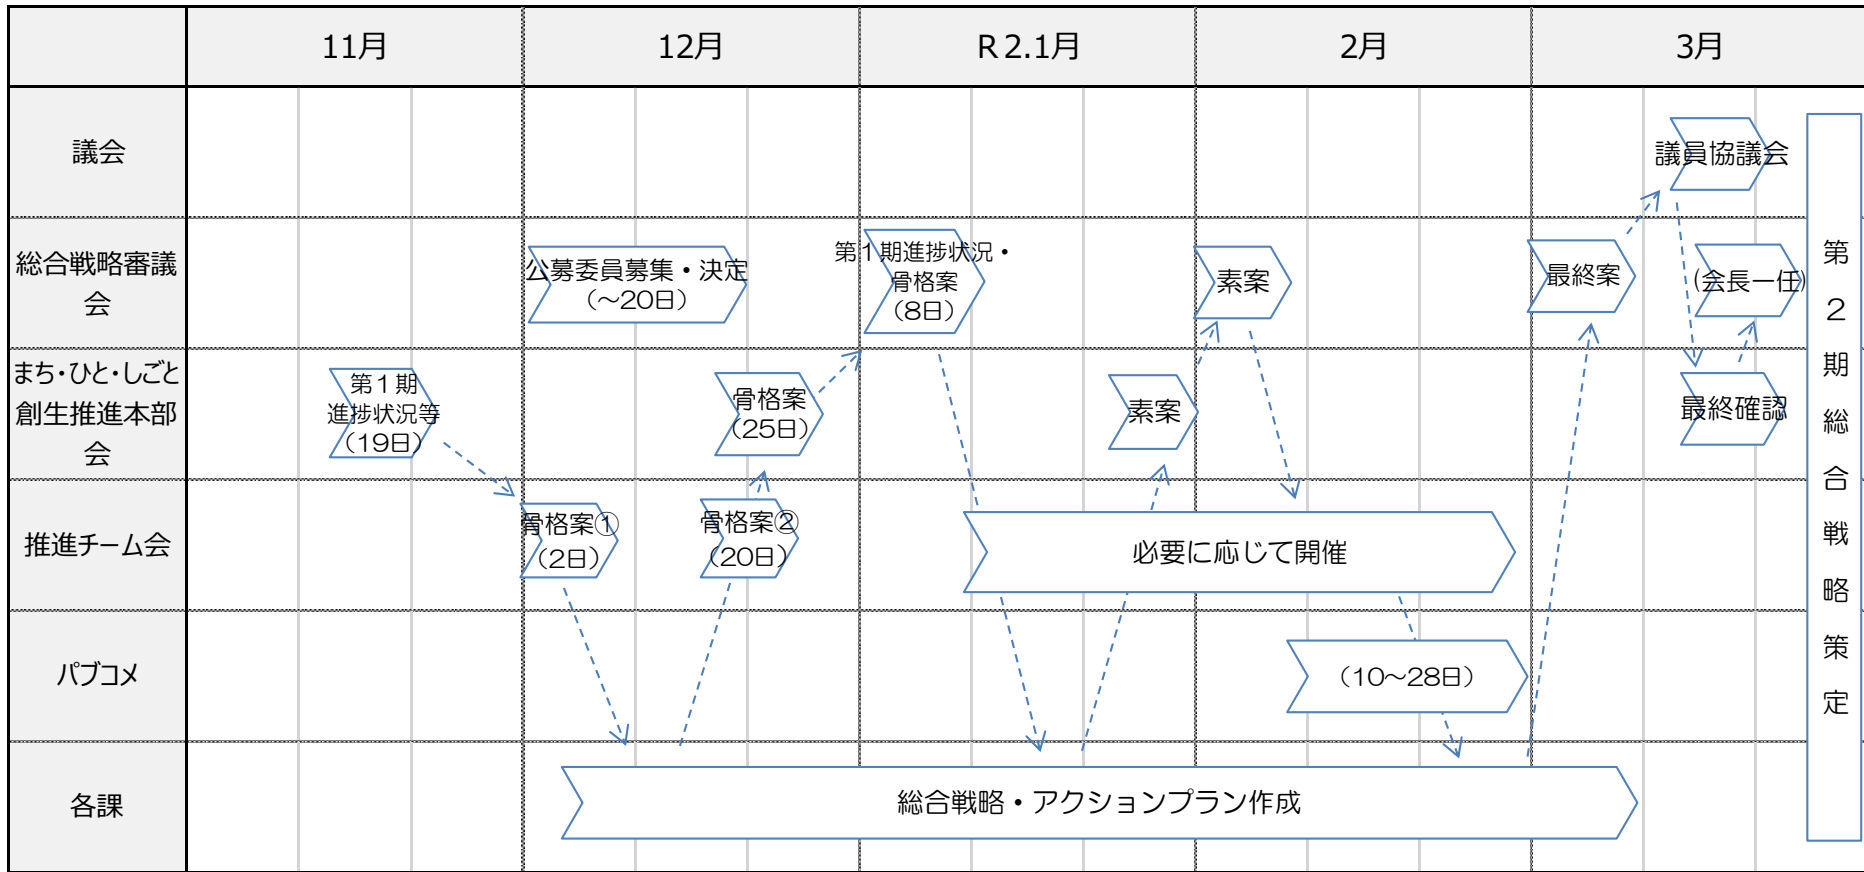 11月
12月
R2.1月
2月
3月
議会
議員協議会
総合戦略審議
会
公募委員募集・決定
（～20日）
第１期進捗状況・
骨格案
（8日）
素案
最終案
(会長一任)
まち・ひと・しごと
創生推進本部
会
第１期
進捗状況等
（19日）
骨格案
（25日）
素案
最終確認
推進チーム会
骨格案①
（2日）
骨格案②
（20日）
必要に応じて開催
パブコメ
（10～28日）
各課
総合戦略・アクションプラン作成
第２期総合戦略策定